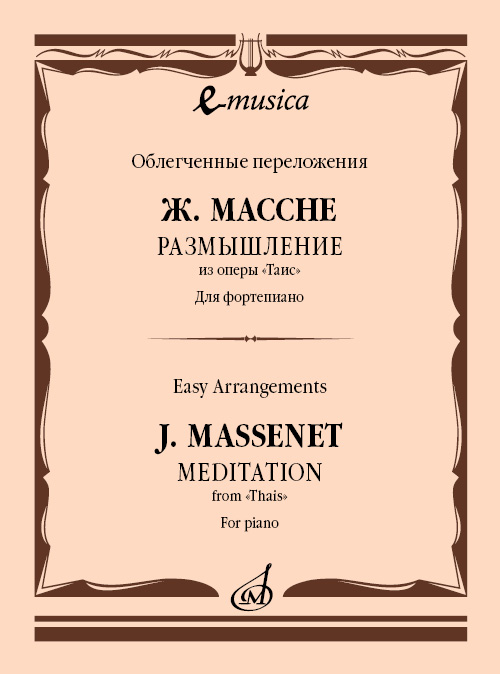 e-musica
Облегченные переложения
Ж. МАССНЕ
РАЗМЫШЛЕНИЕ
из оперы «Таис»
Для фортепиано
Easy Arrangements
J. MASSENET
MEDITATION
from «Thais»
For piano
М